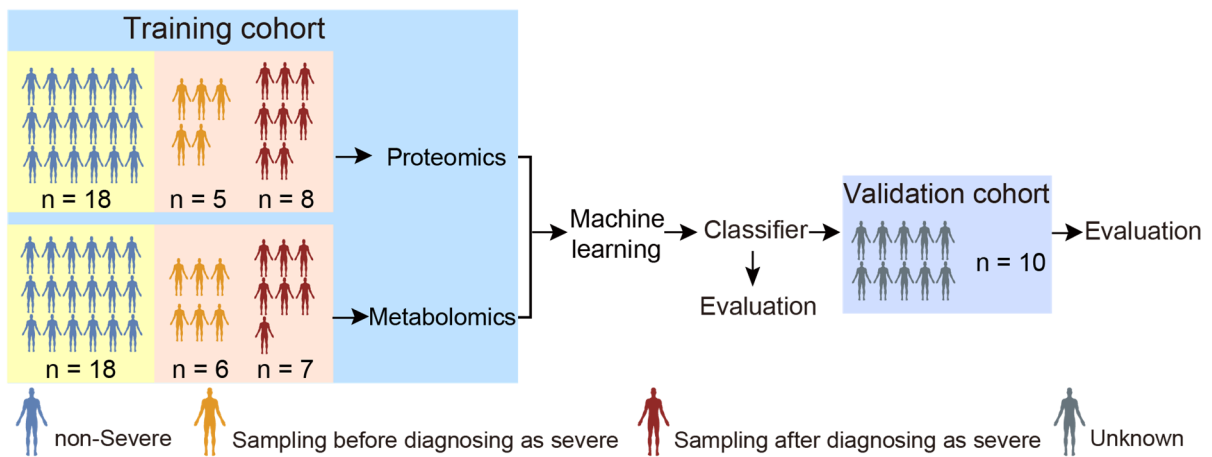 Training cohort
n = 18
n = 5
n = 8
Proteomics
n = 18
n = 6
n = 7
Metabolomics
Machine
learning
Classifier
Evaluation
Validation cohort
n = 10
Evaluation
non-Severe
Sampling before diagnosing as severe
Sampling after diagnosing as severe
Unknown